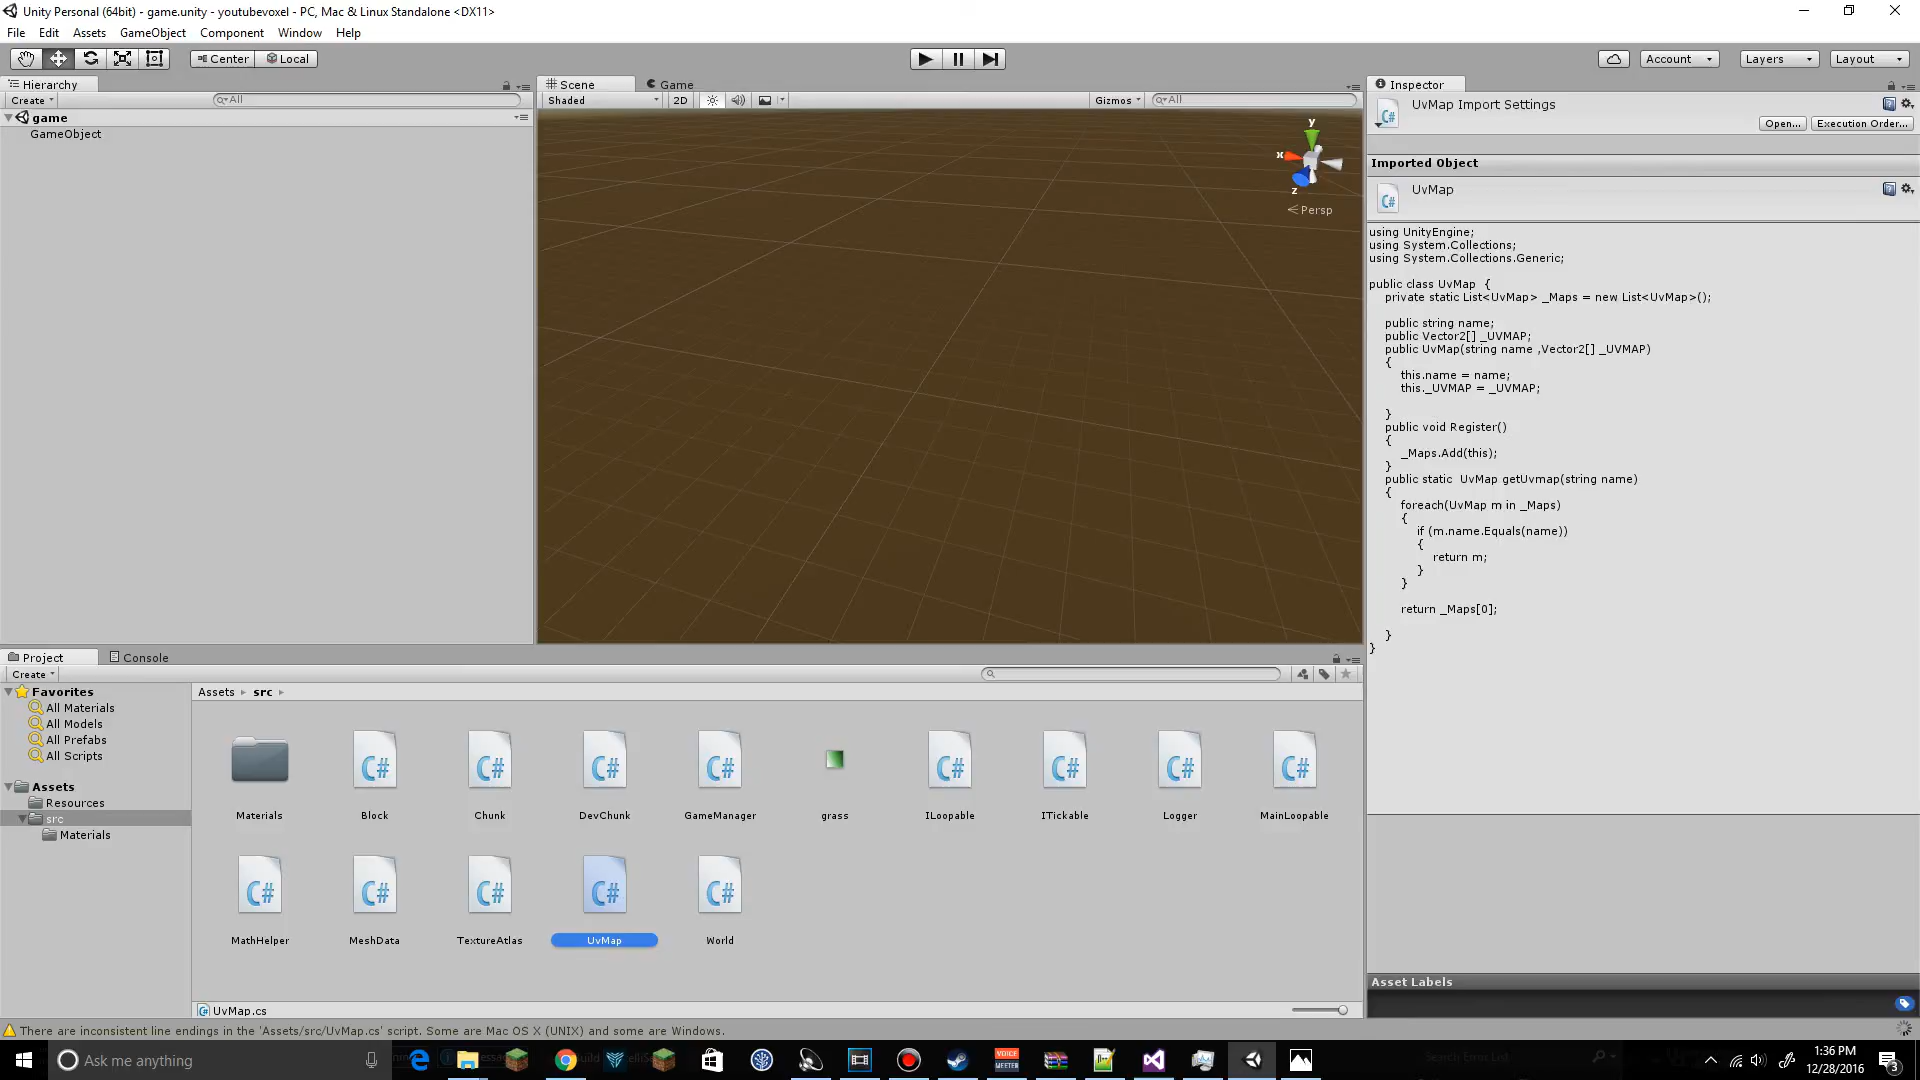 Unity Personal (64bit) - game.unity - youtubevoxel - PC, Mac & Linux Standalone <DX11>
File Edit Assets GameObject Component Window Help
Center Local Account Layers Layout
Hierarchy Scene Game Inspector
Create All Shaded 2D Gizmos All
game
GameObject
y
x
z
Persp
UvMap Import Settings
Open... Execution Order...
Imported Object
UvMap
using UnityEngine;
using System.Collections;
using System.Collections.Generic;
public class UvMap {
private static List<UvMap> _Maps = new List<UvMap>();
public string name;
public Vector2[] _UVMAP;
public UvMap(string name ,Vector2[] _UVMAP)
{
this.name = name;
this._UVMAP = _UVMAP;
}
public void Register()
{
_Maps.Add(this);
}
public static  UvMap getUvmap(string name)
{
foreach(UvMap m in _Maps)
{
if (m.name.Equals(name))
{
return m;
}
}
return _Maps[0];
}
}
Project Console
Create
Favorites
All Materials
All Models
All Prefabs
All Scripts
Assets
Resources
src
Materials
Assets src
Materials Block Chunk DevChunk GameManager grass ILoopable ITickable Logger MainLoopable
MathHelper MeshData TextureAtlas UvMap World
UvMap.cs
Asset Labels
There are inconsistent line endings in the 'Assets/src/UvMap.cs' script. Some are Mac OS X (UNIX) and some are Windows.
Ask me anything
VOICE MEETER
Search Error List
1:36 PM
12/28/2016
3